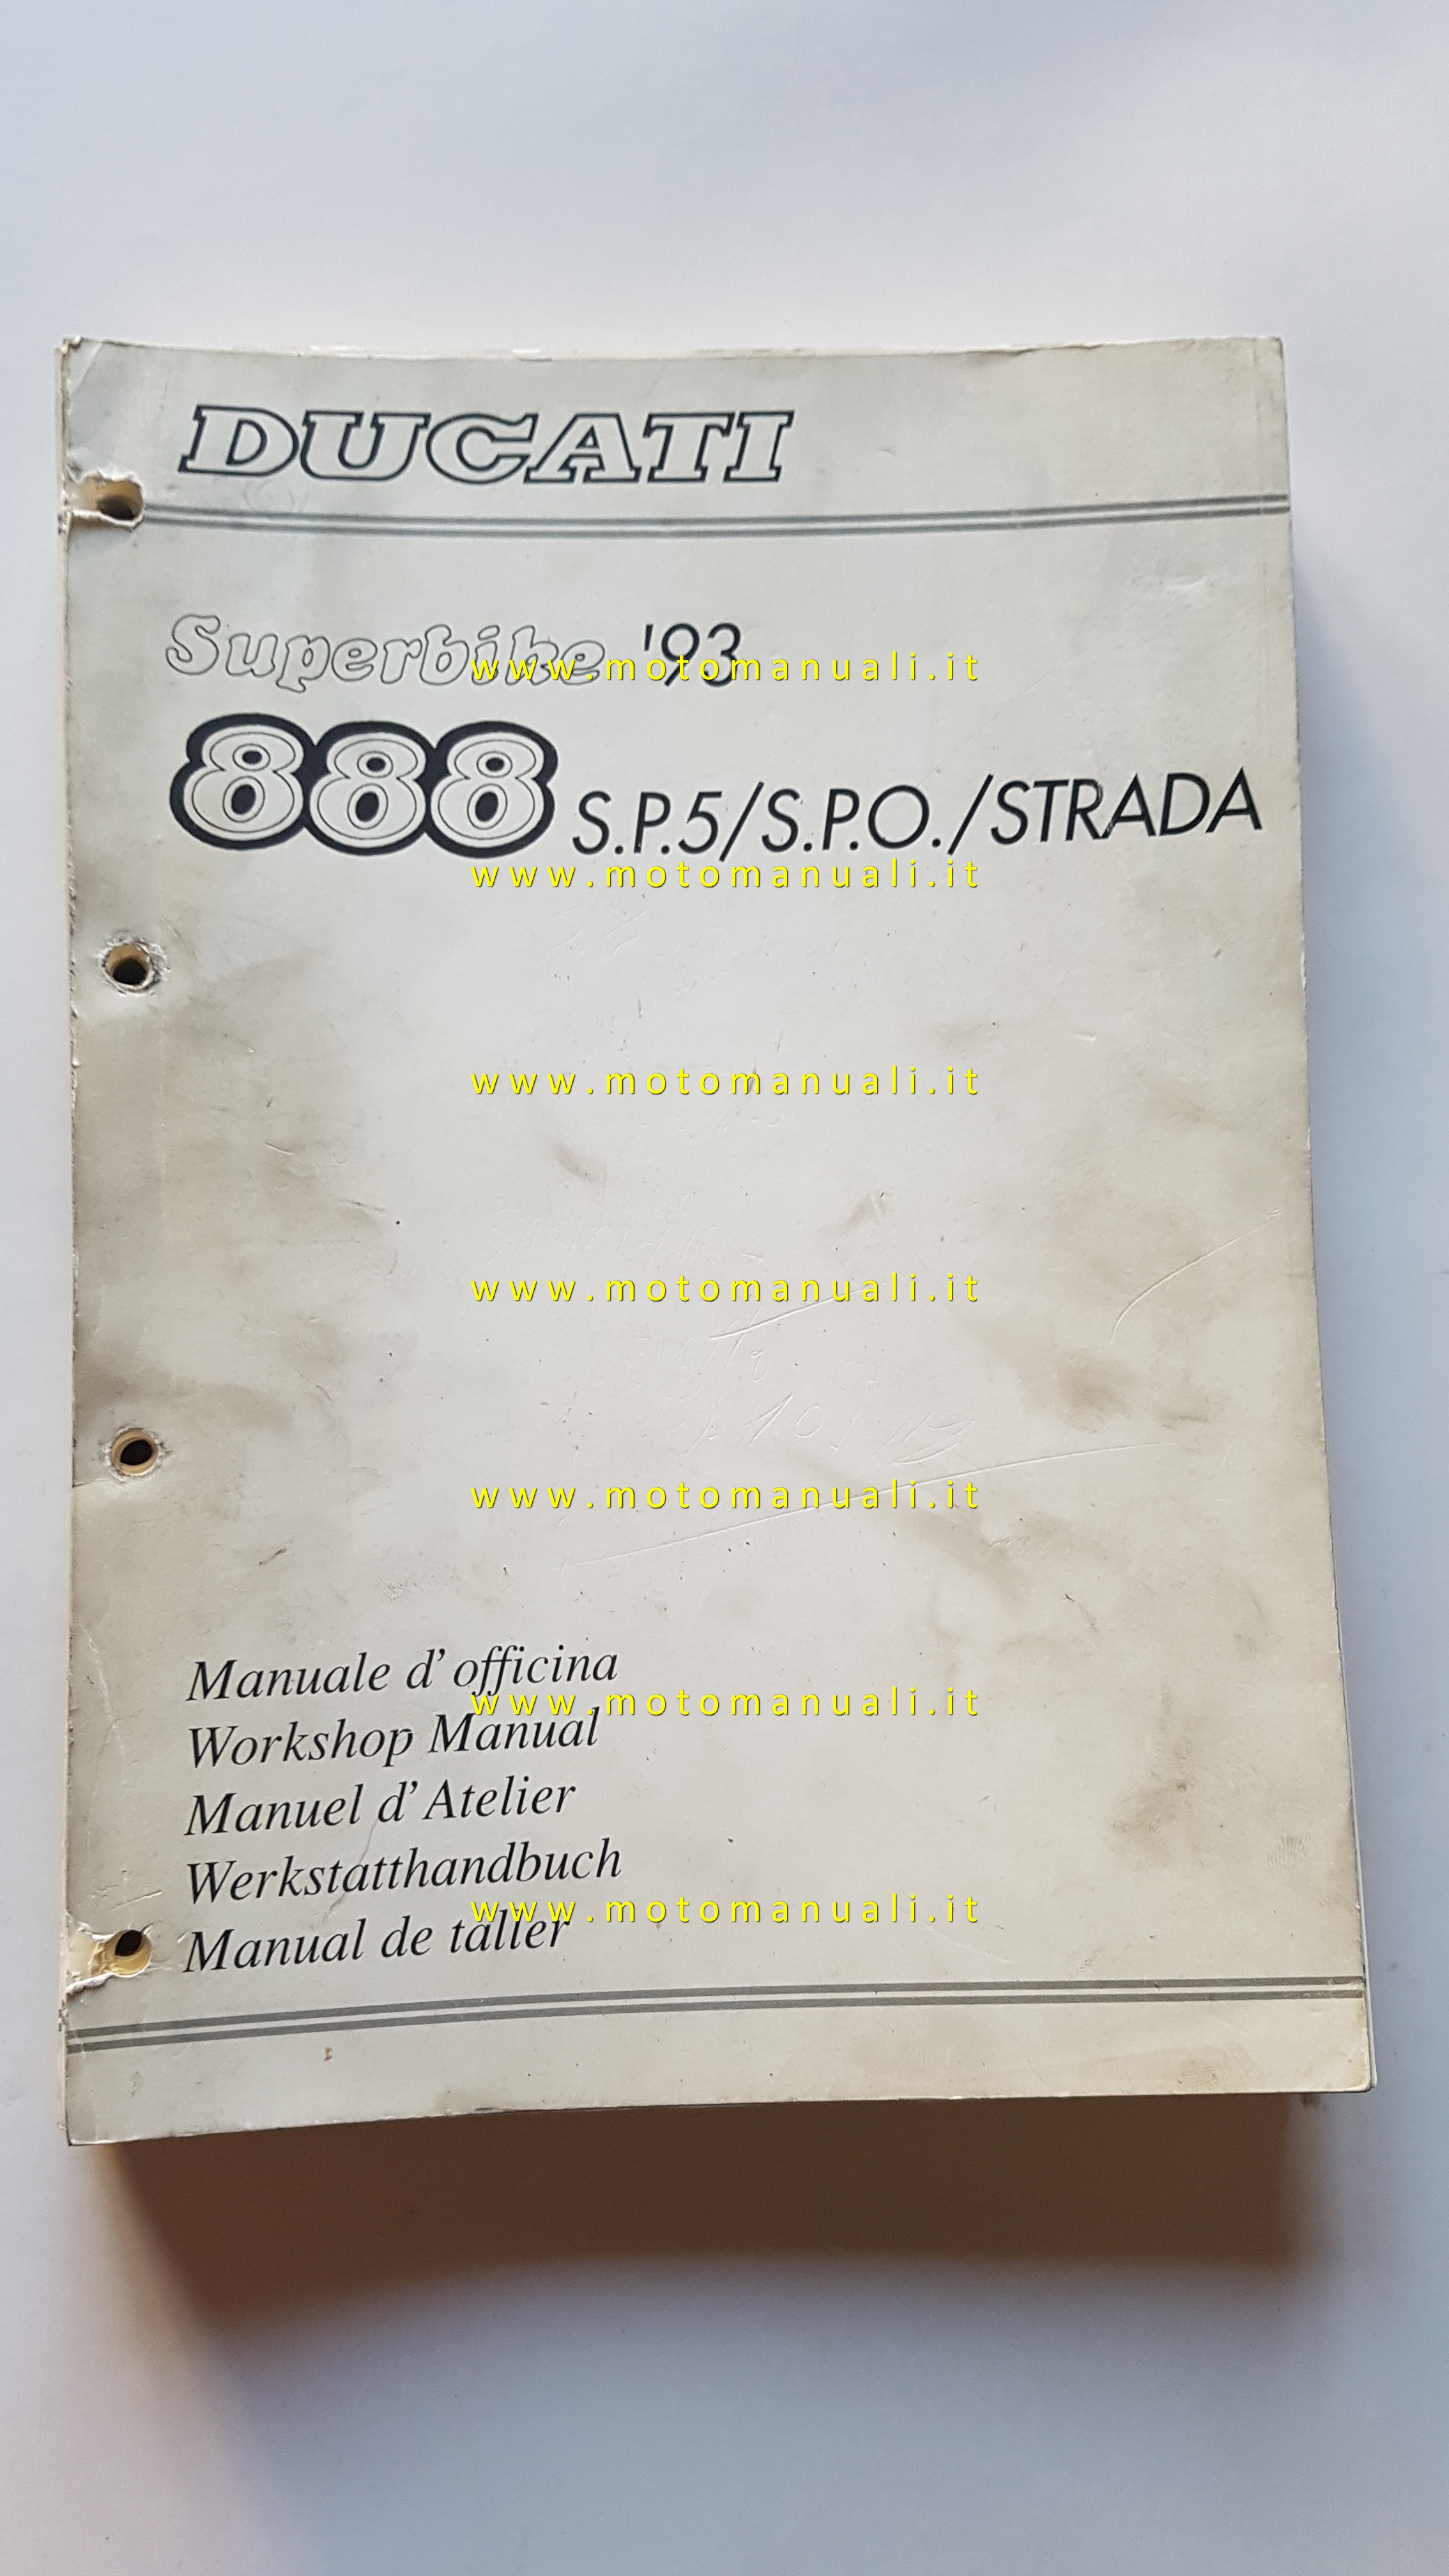 DUCATI
Superbike '93
www.motomanuali.it
888 S.P.5/S.P.O./STRADA
www.motomanuali.it
www.motomanuali.it
www.motomanuali.it
www.motomanuali.it
Manuale d'officina
www.motomanuali.it
Workshop Manual
Manuel d'Atelier
Werkstatthandbuch
www.motomanuali.it
Manual de taller